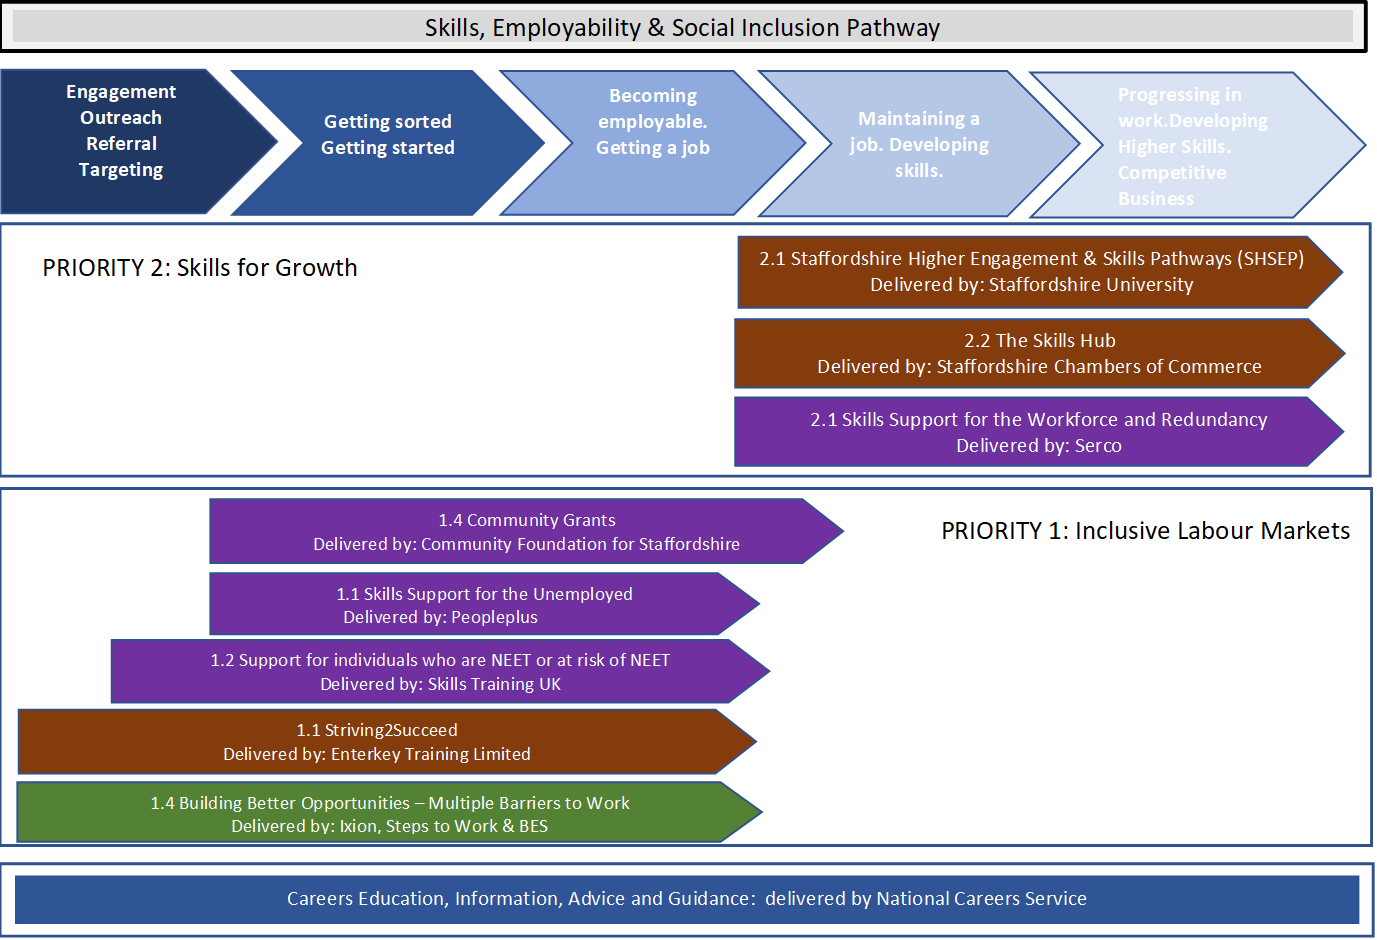 Skills, Employability & Social Inclusion Pathway
Engagement
Outreach
Referral
Targeting
Getting sorted
Getting started
Becoming
employable.
Getting a job
Maintaining a
job. Developing
skills.
Progressing in
work.Developing
Higher Skills.
Competitive
Business
PRIORITY 2: Skills for Growth
2.1 Staffordshire Higher Engagement & Skills Pathways (SHSEP)
Delivered by: Staffordshire University
2.2 The Skills Hub
Delivered by: Staffordshire Chambers of Commerce
2.1 Skills Support for the Workforce and Redundancy
Delivered by: Serco
PRIORITY 1: Inclusive Labour Markets
1.4 Community Grants
Delivered by: Community Foundation for Staffordshire
1.1 Skills Support for the Unemployed
Delivered by: Peopleplus
1.2 Support for individuals who are NEET or at risk of NEET
Delivered by: Skills Training UK
1.1 Striving2Succeed
Delivered by: Enterkey Training Limited
1.4 Building Better Opportunities – Multiple Barriers to Work
Delivered by: Ixion, Steps to Work & BES
Careers Education, Information, Advice and Guidance:  delivered by National Careers Service